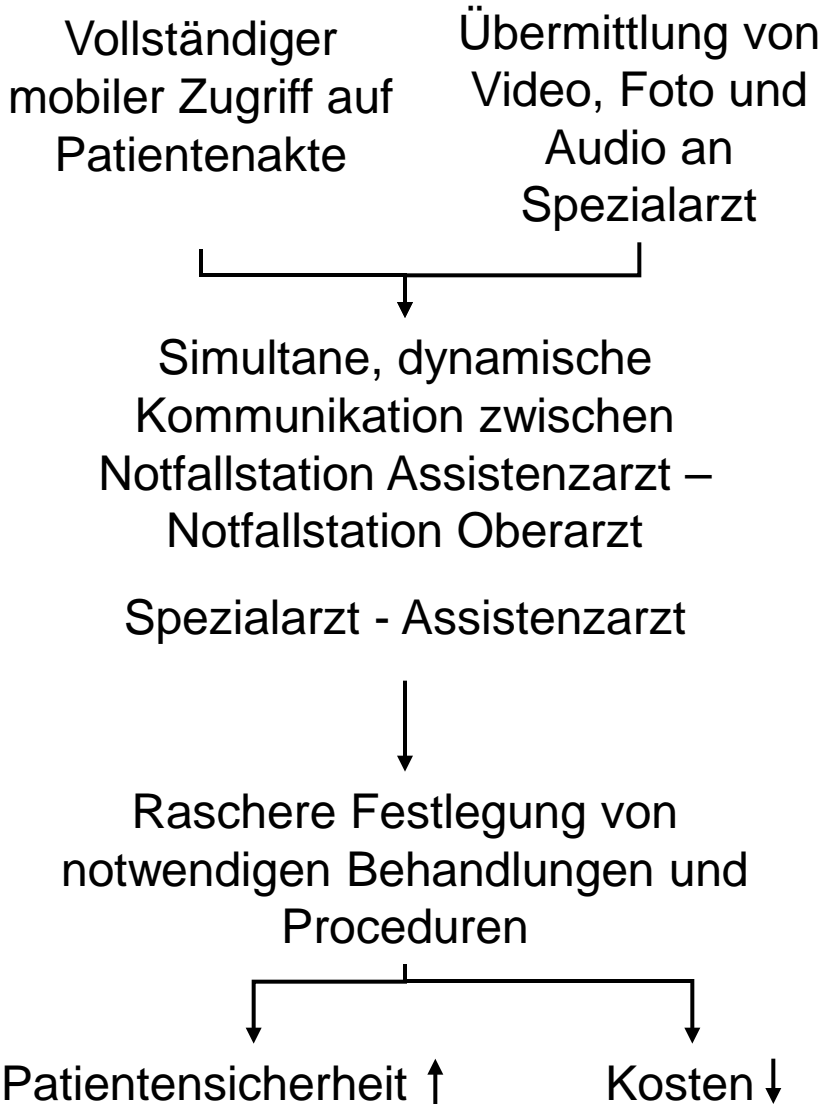 Vollständiger
mobiler Zugriff auf
Patientenakte
Übermittlung von
Video, Foto und
Audio an
Spezialarzt
Simultane, dynamische
Kommunikation zwischen
Notfallstation Assistenzarzt –
Notfallstation Oberarzt
Spezialarzt - Assistenzarzt
Raschere Festlegung von
notwendigen Behandlungen und
Proceduren
Patientensicherheit
Kosten